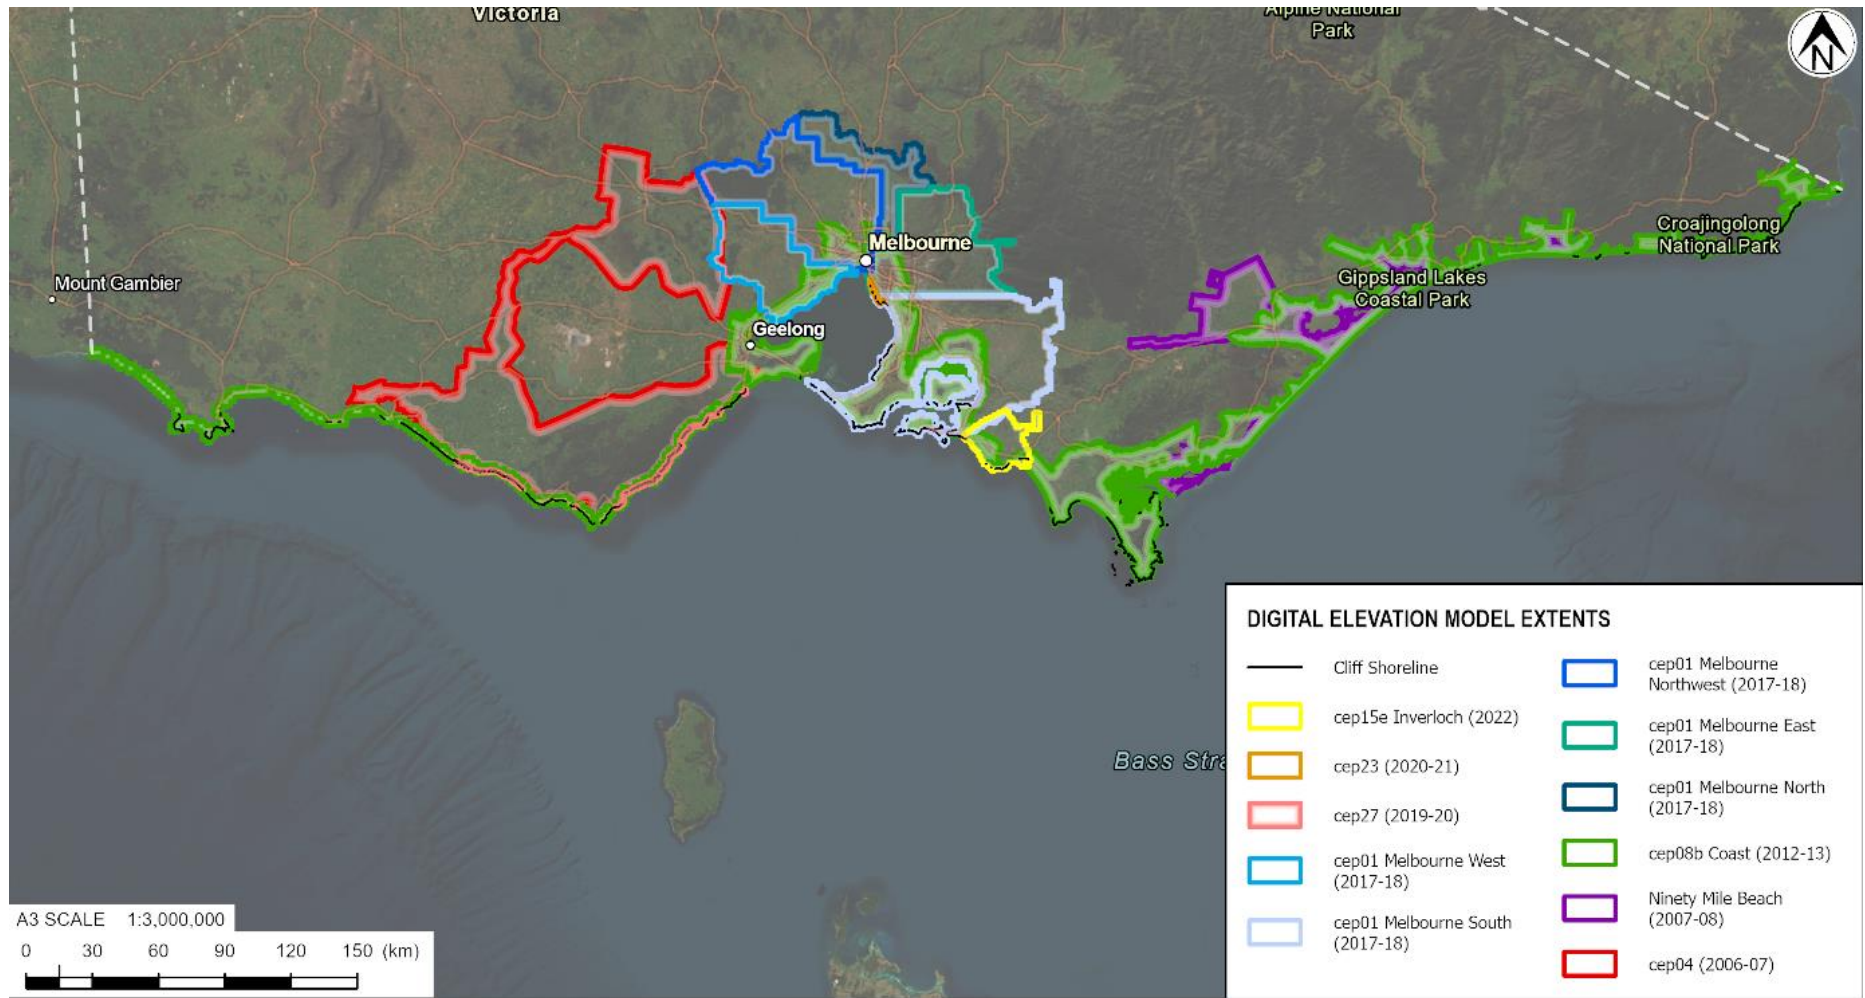 Victoria
Alpine National
Park
N
Melbourne
Croajingolong
National Park
Mount Gambier
Gippsland Lakes
Coastal Park
Geelong
Bass Stra
DIGITAL ELEVATION MODEL EXTENTS
Cliff Shoreline
cep15e Inverloch (2022)
cep23 (2020-21)
cep27 (2019-20)
cep01 Melbourne West
(2017-18)
cep01 Melbourne South
(2017-18)
cep01 Melbourne
Northwest (2017-18)
cep01 Melbourne East
(2017-18)
cep01 Melbourne North
(2017-18)
cep08b Coast (2012-13)
Ninety Mile Beach
(2007-08)
cep04 (2006-07)
A3 SCALE 1:3,000,000
0 30 60 90 120 150 (km)